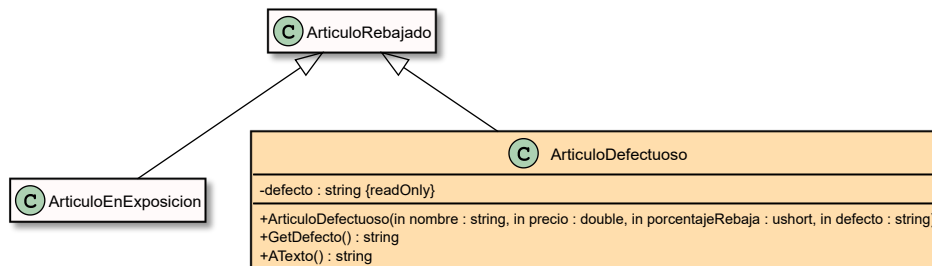 C ArticuloRebajado
C ArticuloEnExposicion
C ArticuloDefectuoso
-defecto : string {readOnly}
+ArticuloDefectuoso(in nombre : string, in precio : double, in porcentajeRebaja : ushort, in defecto : string)
+GetDefecto() : string
+ATexto() : string